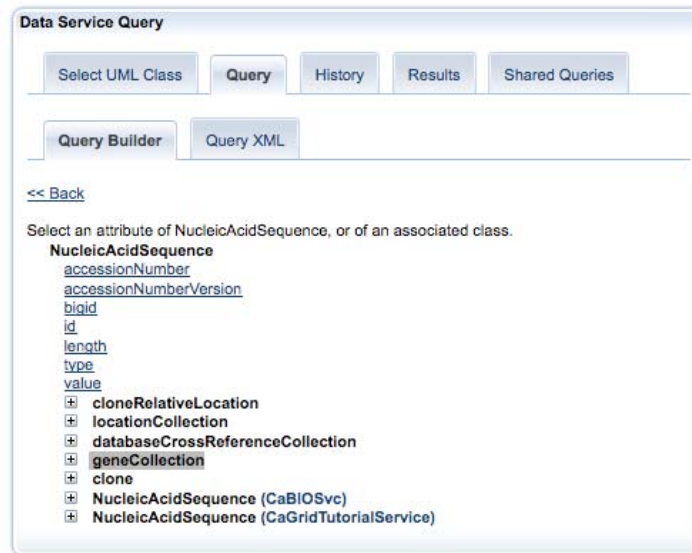 Data Service Query
Select UML Class Query History Results Shared Queries
Query Builder Query XML
<< Back
Select an attribute of NucleicAcidSequence, or of an associated class.
NucleicAcidSequence
accessionNumber
accessionNumberVersion
bigid
id
length
type
value
cloneRelativeLocation
locationCollection
databaseCrossReferenceCollection
geneCollection
clone
NucleicAcidSequence (CaBIOSvc)
NucleicAcidSequence (CaGridTutorialService)